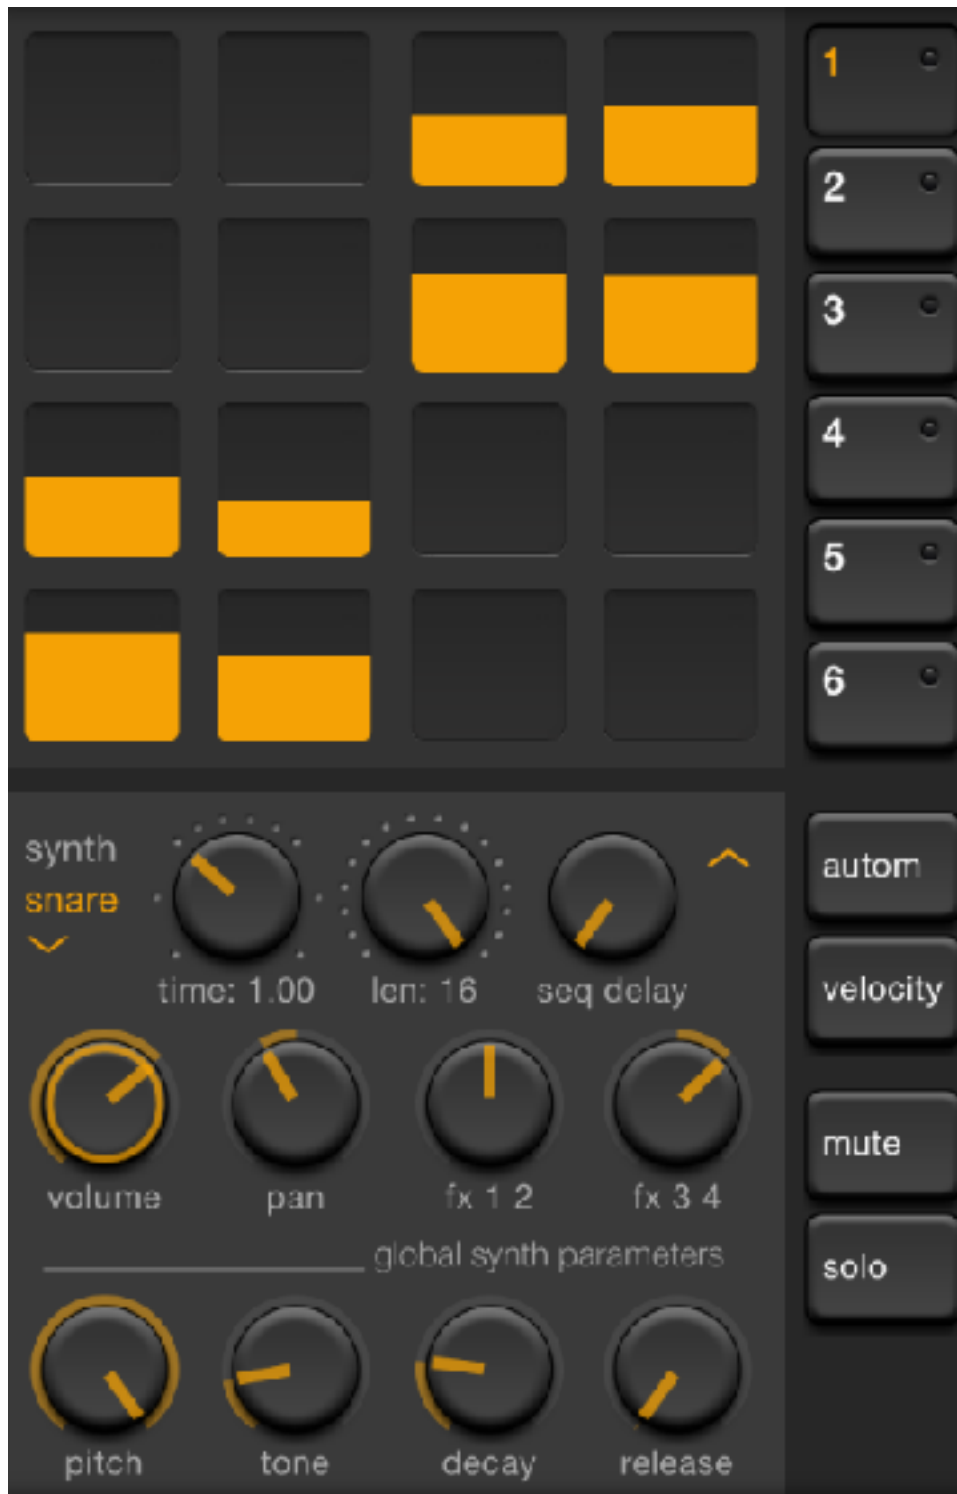 1
2
3
4
5
6
synth
snare
time: 1.00
len: 16
seq delay
autom
velocity
volume
pan
fx 1 2
fx 3 4
mute
global synth parameters
solo
pitch
tone
decay
release